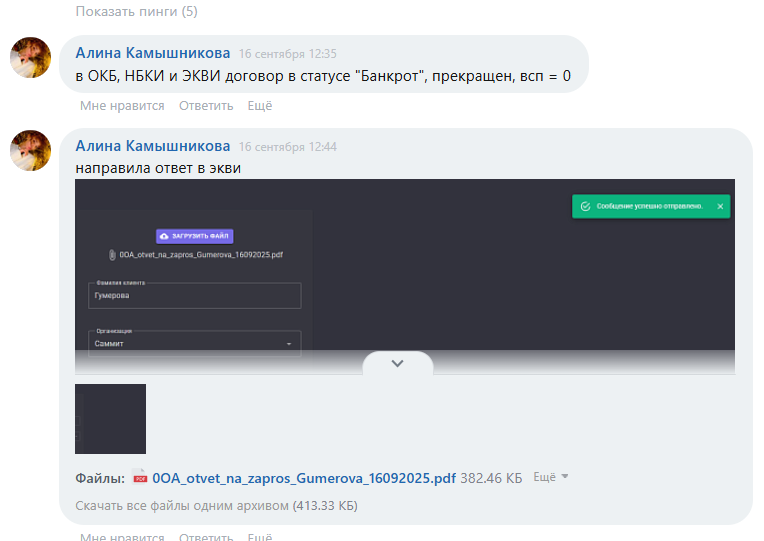 Показать пинги (5)
Алина Камышникова 16 сентября 12:35
в ОКБ, НБКИ и ЭКВИ договор в статусе "Банкрот", прекращен, всп = 0
Мне нравится Ответить Ещё
Алина Камышникова 16 сентября 12:44
направила ответ в экви
Сообщение успешно отправлено.
ЗАГРУЗИТЬ ФАЙЛ
0OA_otvet_na_zapros_Gumerova_16092025.pdf
Фамилия клиента
Гумерова
Организация
Саммит
Файлы: PDF 0OA_otvet_na_zapros_Gumerova_16092025.pdf 382.46 КБ Ещё
Скачать все файлы одним архивом (413.33 КБ)
Мне нравится Ответить Ещё